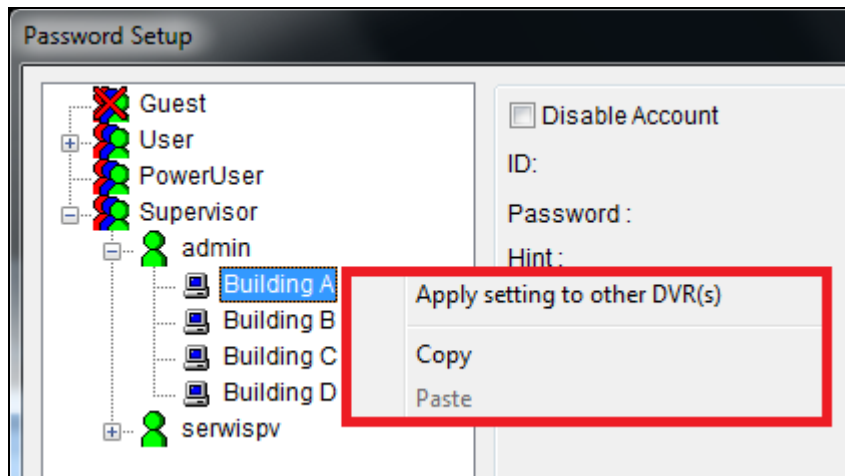 Password Setup
Guest
User
PowerUser
Supervisor
admin
Building A
Building B
Building C
Building D
serwispv
Disable Account
ID:
Password :
Hint :
Apply setting to other DVR(s)
Copy
Paste